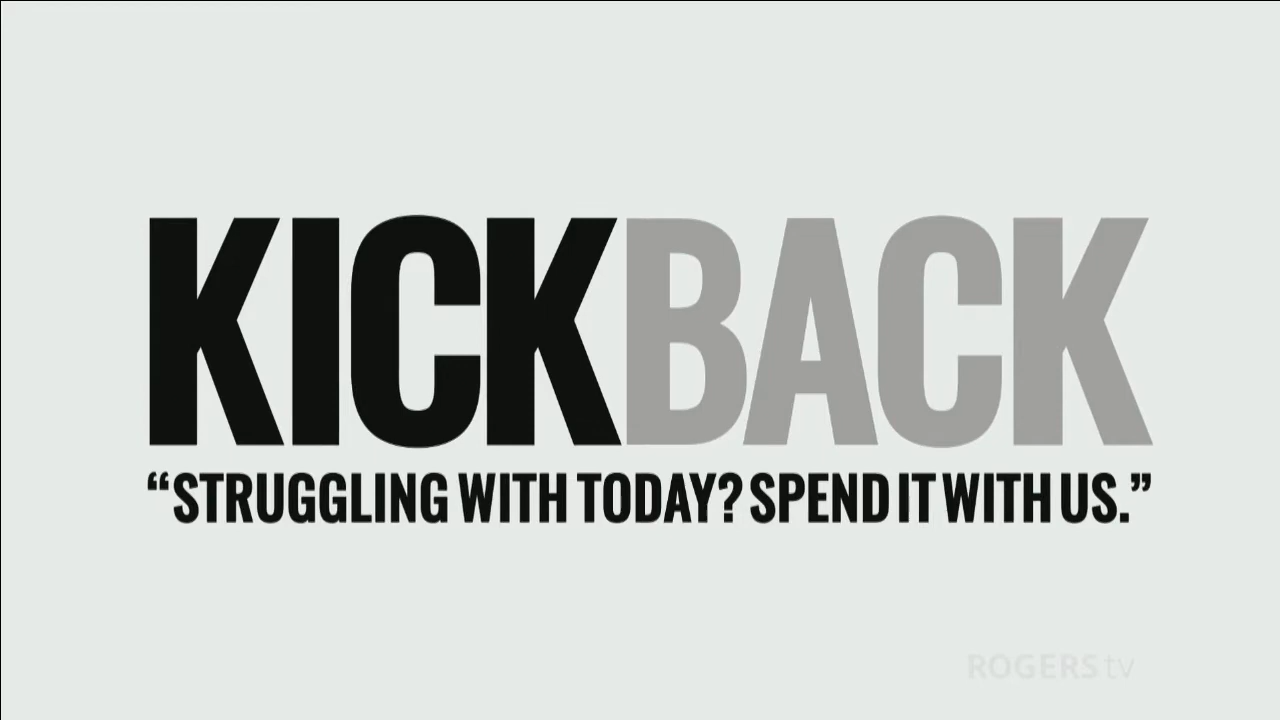 KICKBACK
“STRUGGLING WITH TODAY? SPEND IT WITH US.”
ROGERS tv